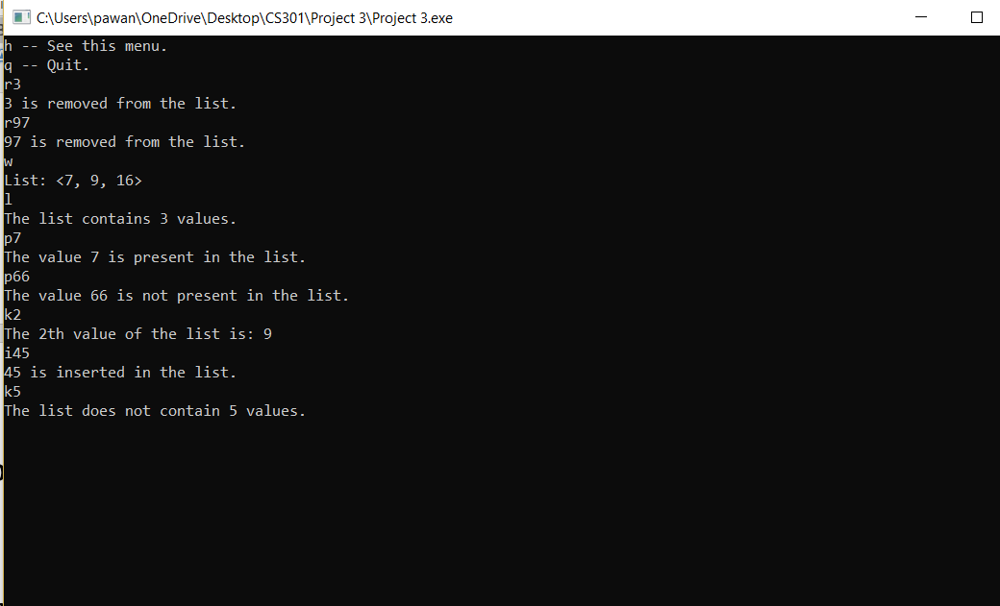 C:\Users\pawan\OneDrive\Desktop\CS301\Project 3\Project 3.exe
h -- See this menu.
q -- Quit.
r3
3 is removed from the list.
r97
97 is removed from the list.
w
List: <7, 9, 16>
l
The list contains 3 values.
p7
The value 7 is present in the list.
p66
The value 66 is not present in the list.
k2
The 2th value of the list is: 9
i45
45 is inserted in the list.
k5
The list does not contain 5 values.